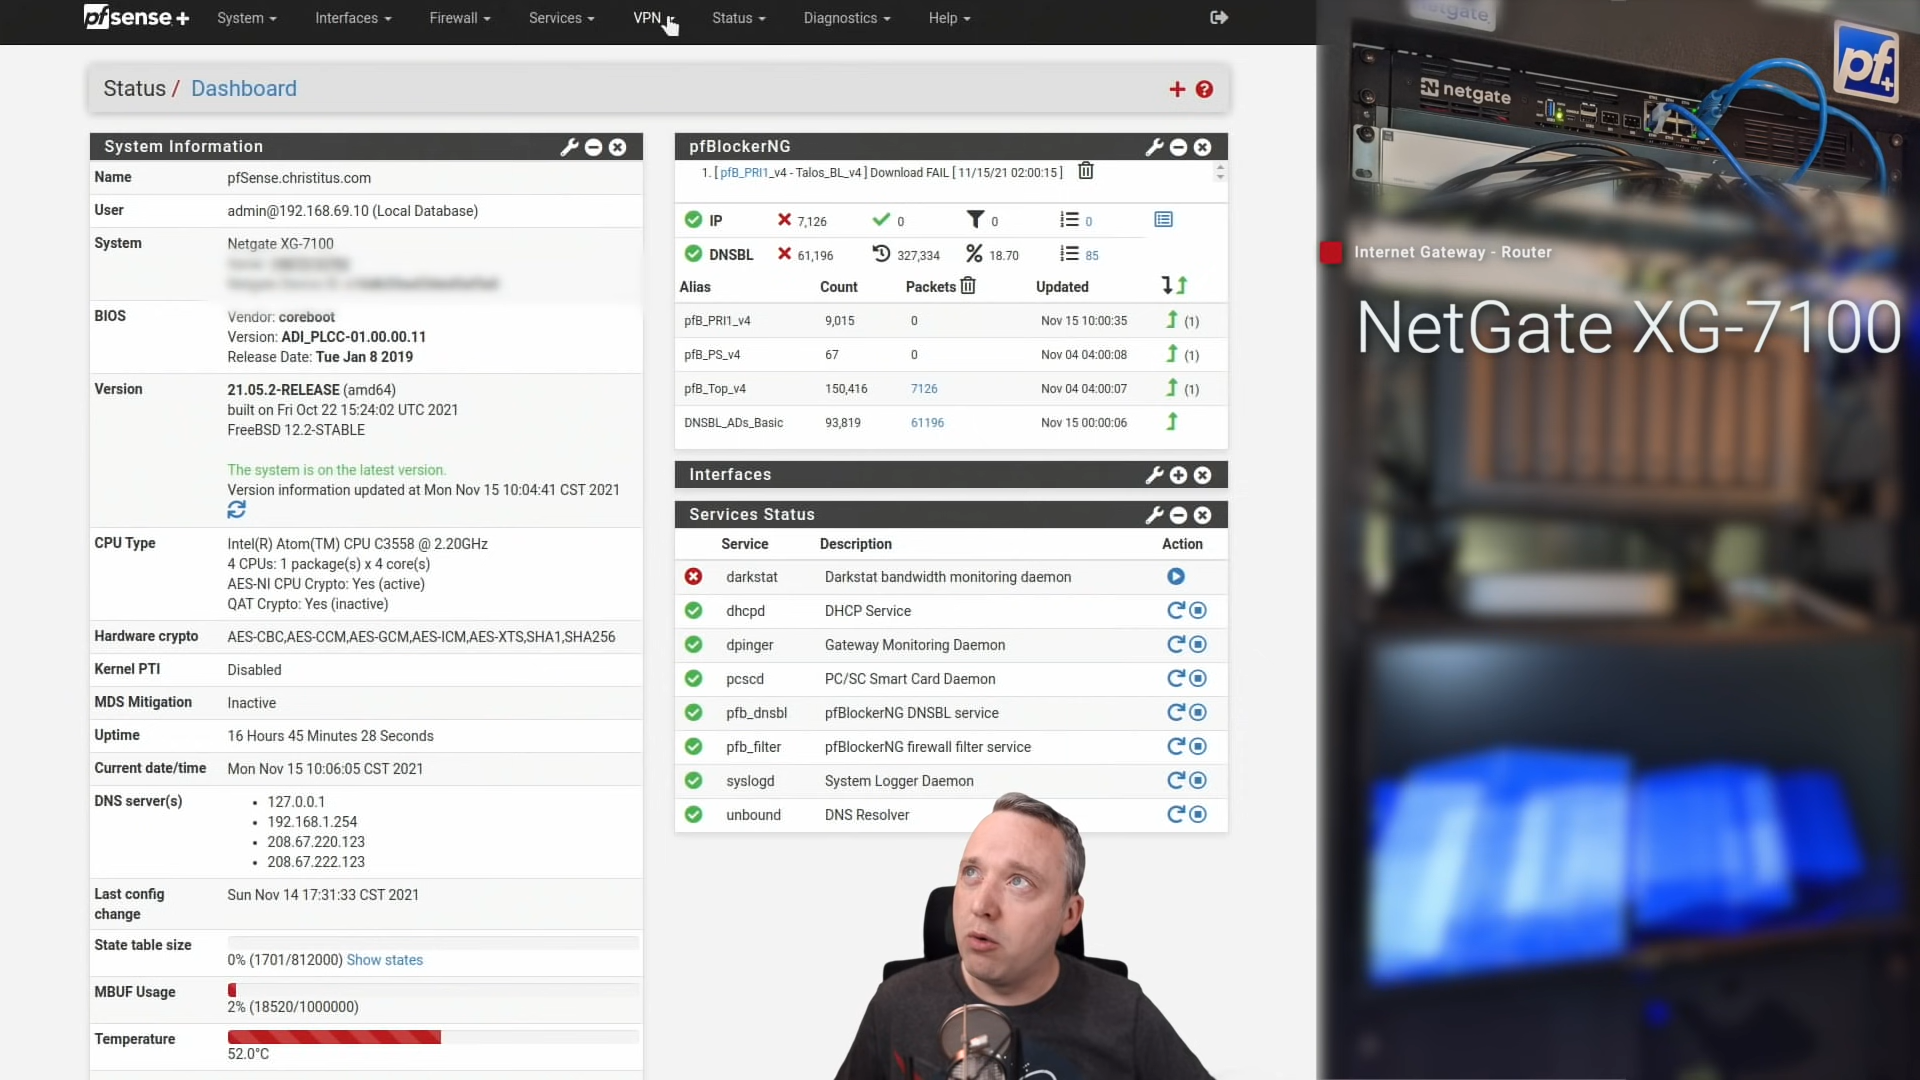 pfsense +
System
Interfaces
Firewall
Services
VPN
Status
Diagnostics
Help
Status / Dashboard
System Information
Name pfSense.christitus.com
User admin@192.168.69.10 (Local Database)
System Netgate XG-7100
BIOS Vendor: coreboot
Version: ADI_PLCC-01.00.00.11
Release Date: Tue Jan 8 2019
Version 21.05.2-RELEASE (amd64)
built on Fri Oct 22 15:24:02 UTC 2021
FreeBSD 12.2-STABLE
The system is on the latest version.
Version information updated at Mon Nov 15 10:04:41 CST 2021
CPU Type Intel(R) Atom(TM) CPU C3558 @ 2.20GHz
4 CPUs: 1 package(s) x 4 core(s)
AES-NI CPU Crypto: Yes (active)
QAT Crypto: Yes (inactive)
Hardware crypto AES-CBC,AES-CCM,AES-GCM,AES-ICM,AES-XTS,SHA1,SHA256
Kernel PTI Disabled
MDS Mitigation Inactive
Uptime 16 Hours 45 Minutes 28 Seconds
Current date/time Mon Nov 15 10:06:05 CST 2021
DNS server(s)
• 127.0.0.1
• 192.168.1.254
• 208.67.220.123
• 208.67.222.123
Last config change Sun Nov 14 17:31:33 CST 2021
State table size
0% (1701/812000) Show states
MBUF Usage
2% (18520/1000000)
Temperature
52.0°C
pfBlockerNG
1. [ pfB_PRI1_v4 - Talos_BL_v4 ] Download FAIL [ 11/15/21 02:00:15 ]
IP 7,126 0 0 0
DNSBL 61,196 327,334 % 18.70 85
Alias Count Packets Updated
pfB_PRI1_v4 9,015 0 Nov 15 10:00:35 (1)
pfB_PS_v4 67 0 Nov 04 04:00:08 (1)
pfB_Top_v4 150,416 7126 Nov 04 04:00:07 (1)
DNSBL_ADs_Basic 93,819 61196 Nov 15 00:00:06
Interfaces
Services Status
Service Description Action
darkstat Darkstat bandwidth monitoring daemon
dhcpd DHCP Service
dpinger Gateway Monitoring Daemon
pcscd PC/SC Smart Card Daemon
pfb_dnsbl pfBlockerNG DNSBL service
pfb_filter pfBlockerNG firewall filter service
syslogd System Logger Daemon
unbound DNS Resolver
netgate
pf+
netgate
Internet Gateway - Router
NetGate XG-7100